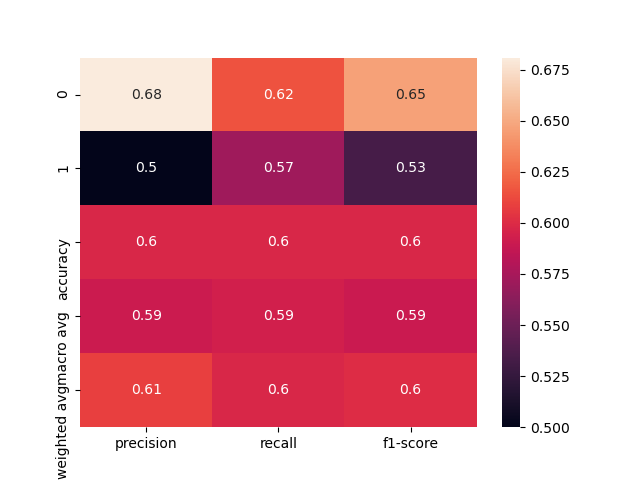 0
0.68 0.62 0.65
1
0.5 0.57 0.53
accuracy
0.6 0.6 0.6
macro avg
0.59 0.59 0.59
weighted avg
0.61 0.6 0.6
precision recall f1-score
0.675
0.650
0.625
0.600
0.575
0.550
0.525
0.500